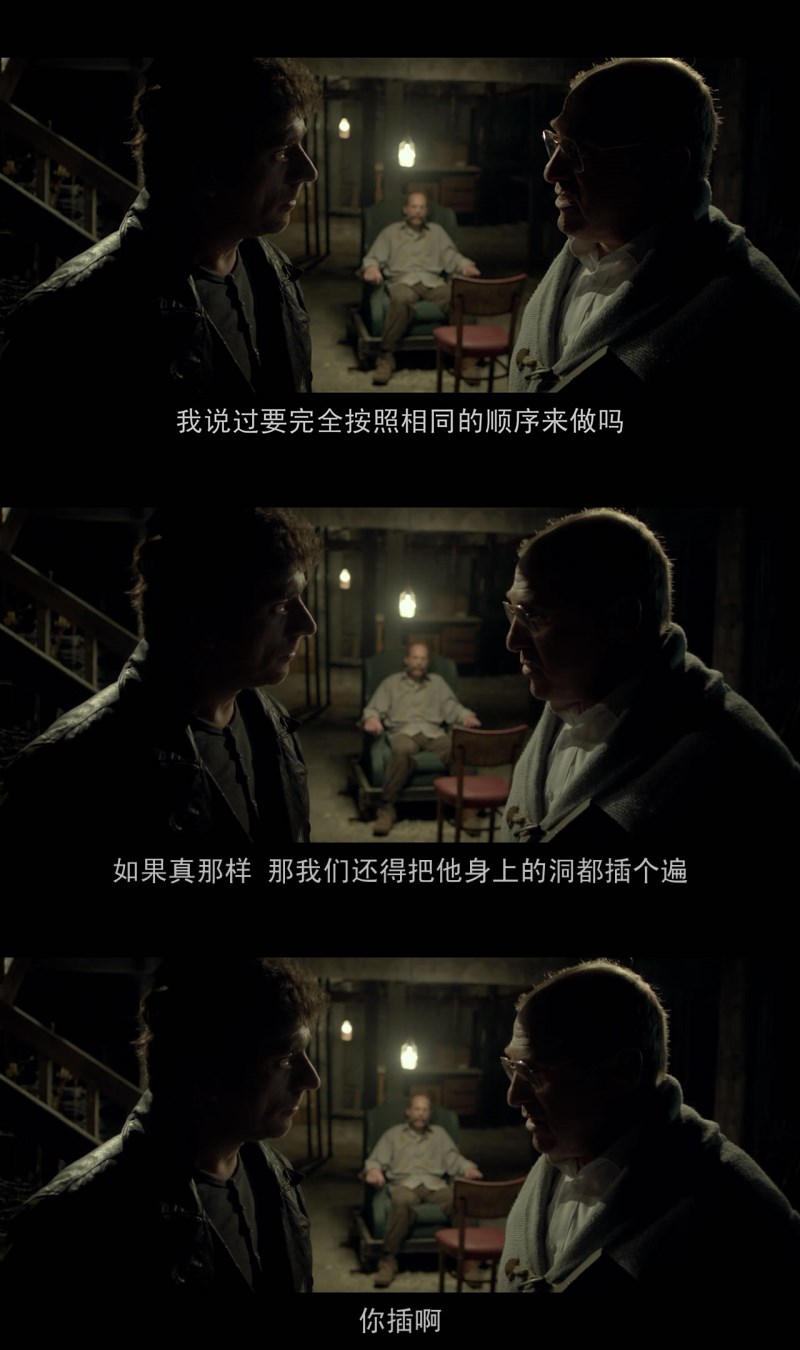 我说过要完全按照相同的顺序来做吗
如果真那样 那我们还得把他身上的洞都插个遍
你插啊